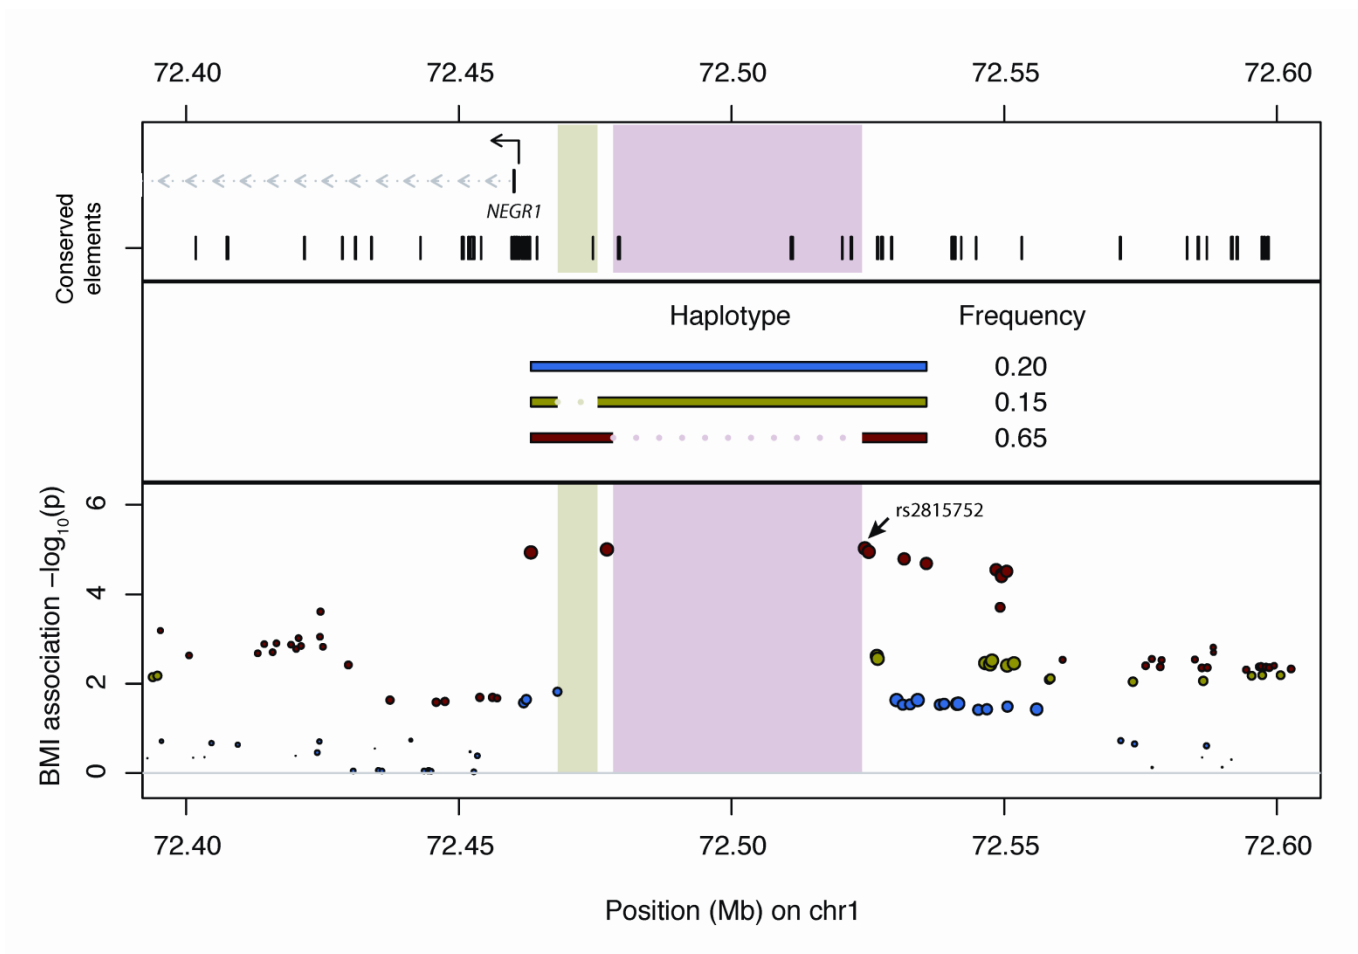 72.40 72.45 72.50 72.55 72.60
Conserved
elements
NEGR1
Haplotype Frequency
0.20
0.15
0.65
BMI association –log10(p)
6
4
2
0
rs2815752
72.40 72.45 72.50 72.55 72.60
Position (Mb) on chr1